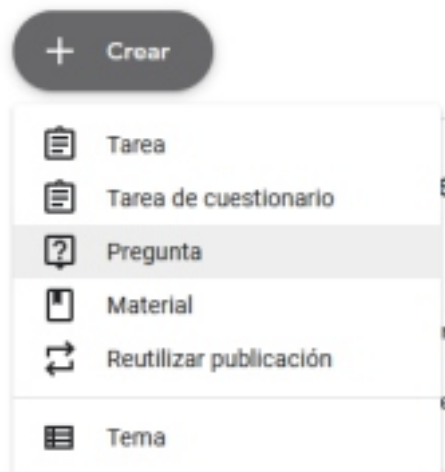 Crear
Tarea
Tarea de cuestionario
Pregunta
Material
Reutilizar publicación
Tema